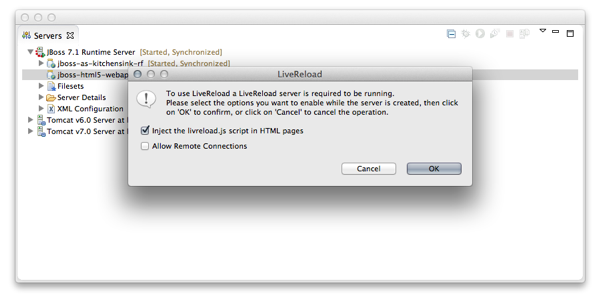 Servers
JBoss 7.1 Runtime Server [Started, Synchronized]
jboss-as-kitchensink-rf [Started, Synchronized]
jboss-html5-webap
Filesets
Server Details
XML Configuration
Tomcat v6.0 Server at
Tomcat v7.0 Server at
LiveReload
To use LiveReload a LiveReload server is required to be running.
Please select the options you want to enable while the server is created, then click
on 'OK' to confirm, or click on 'Cancel' to cancel the operation.
Inject the livreload.js script in HTML pages
Allow Remote Connections
Cancel
OK